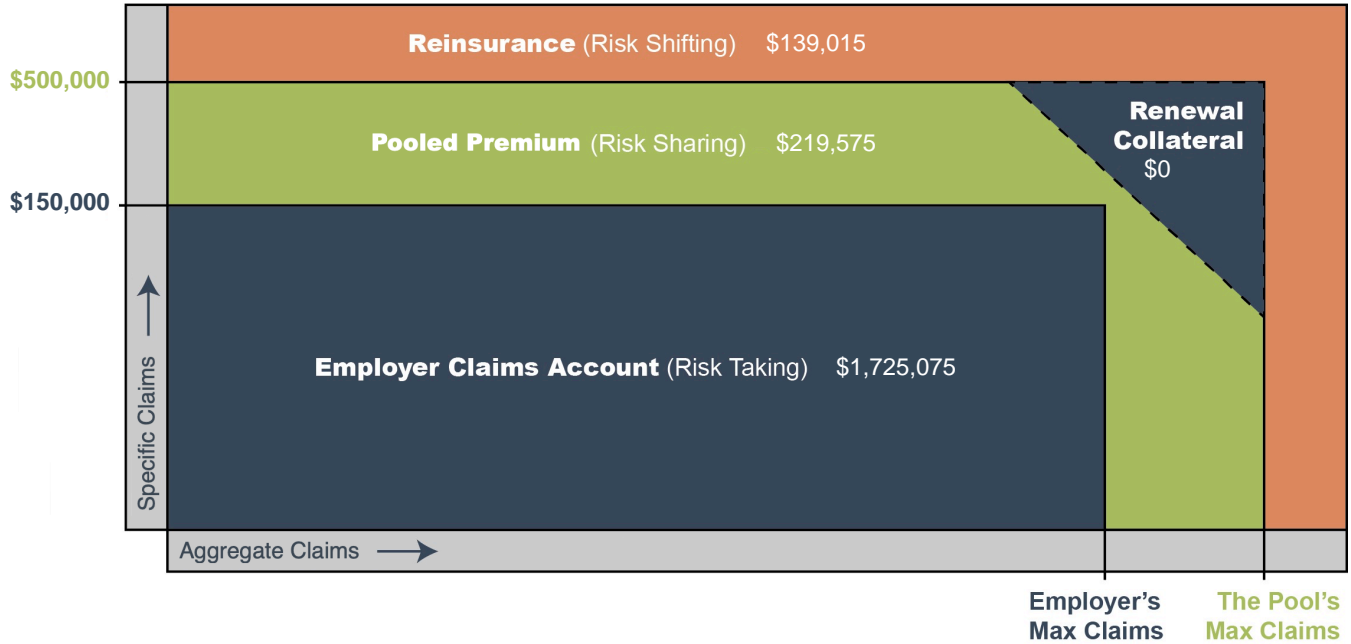 Reinsurance (Risk Shifting) $139,015
$500,000
Renewal
Collateral
$0
Pooled Premium (Risk Sharing) $219,575
$150,000
Employer Claims Account (Risk Taking) $1,725,075
Specific Claims
Aggregate Claims
Employer’s
Max Claims
The Pool’s
Max Claims